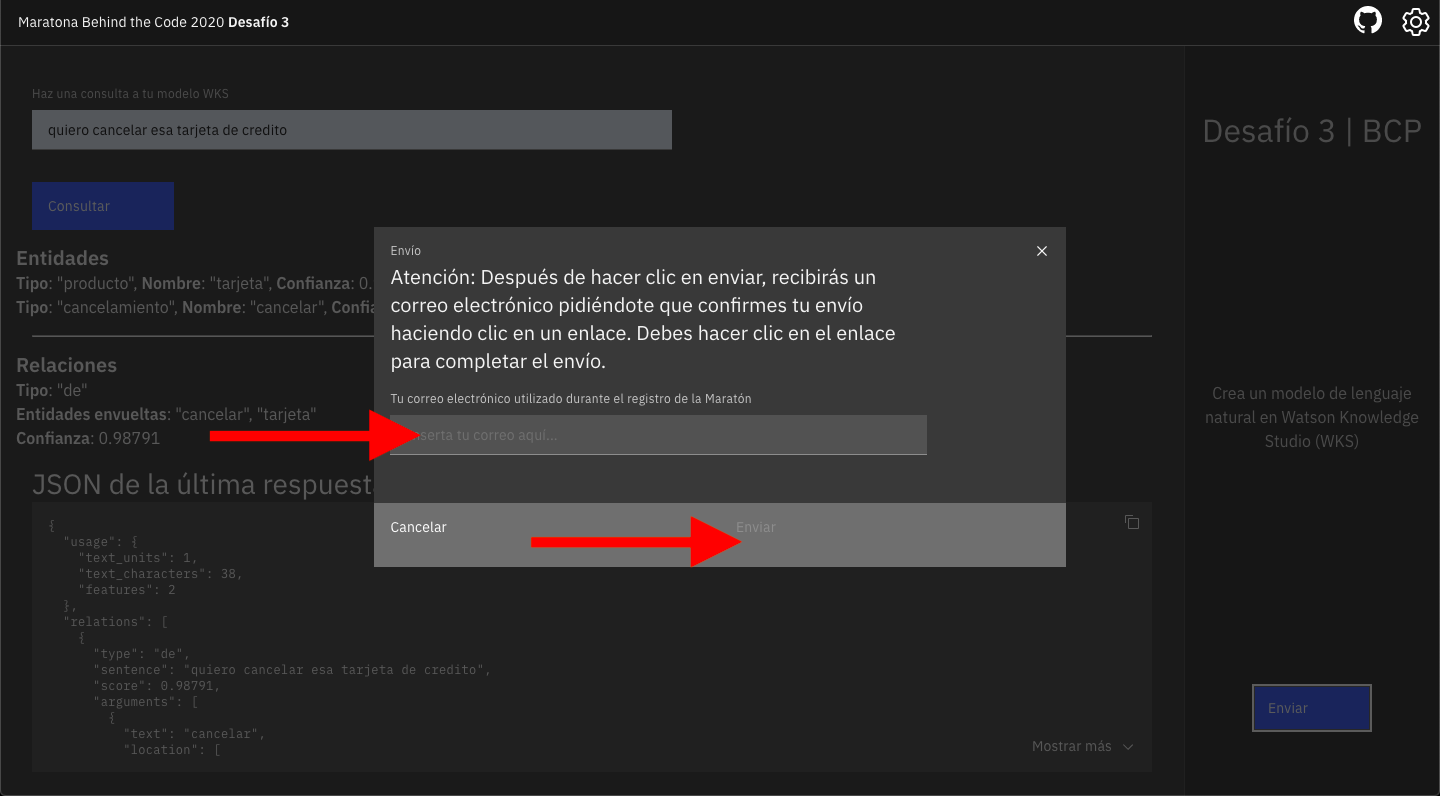 Maratona Behind the Code 2020 Desafío 3
Haz una consulta a tu modelo WKS
quiero cancelar esa tarjeta de credito
Consultar
Entidades
Tipo: "producto", Nombre: "tarjeta", Confianza: 0.
Tipo: "cancelamiento", Nombre: "cancelar",
Relaciones
Tipo: "de"
Entidades envueltas: "cancelar", "tarjeta"
Confianza: 0.98791
JSON de la última
{
"usage": {
"text_units": 1,
"text_characters": 38,
"features": 2
},
"relations": [
{
"type": "de",
"sentence": "quiero cancelar esa tarjeta de credito",
"score": 0.98791,
"arguments": [
{
"text": "cancelar",
"location": [
Mostrar más
Envío
Atención: Después de hacer clic en enviar, recibirás un
correo electrónico pidiéndote que confirmes tu envío
haciendo clic en un enlace. Debes hacer clic en el enlace
para completar el envío.
Tu correo electrónico utilizado durante el registro de la Maratón
tu correo aquí...
Cancelar
Enviar
Desafío 3 | BCP
Crea un modelo de lenguaje
natural en Watson Knowledge
Studio (WKS)
Enviar